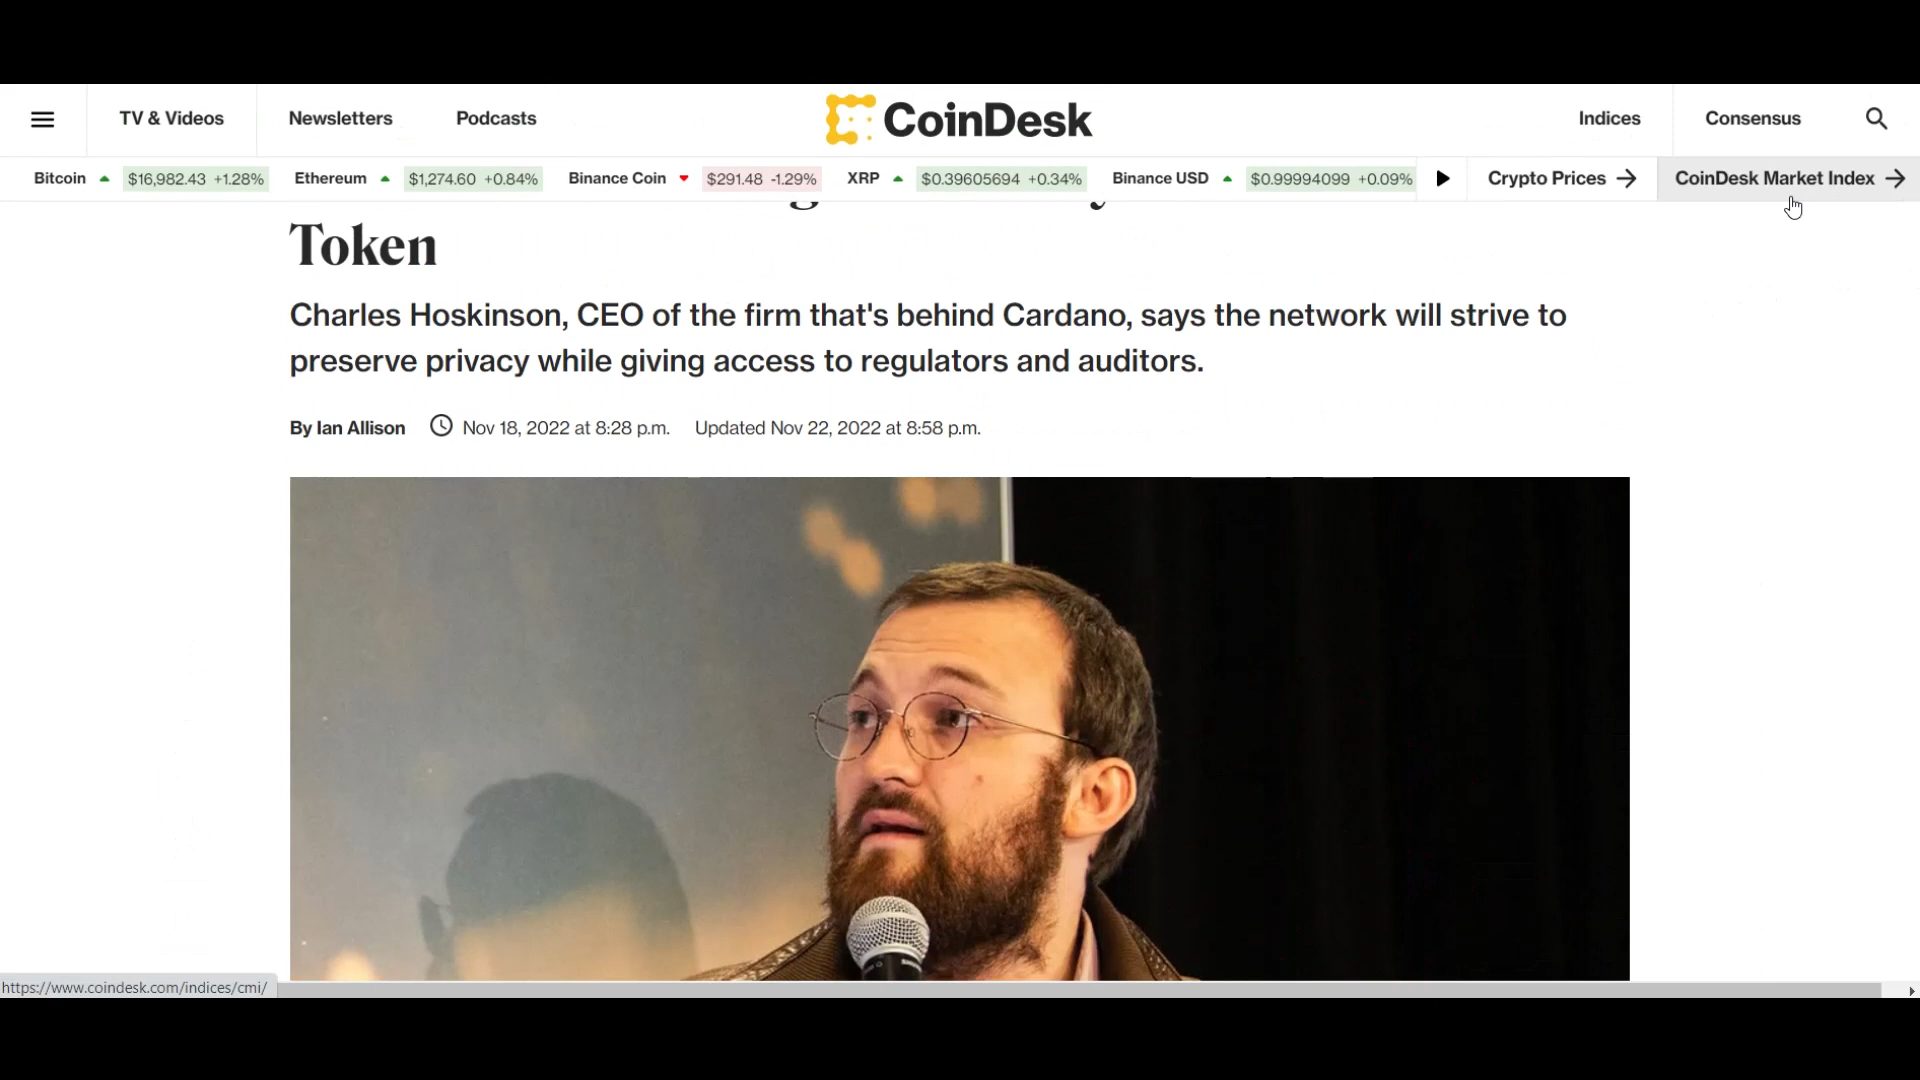 TV & Videos
Newsletters
Podcasts
CoinDesk
Indices
Consensus
Bitcoin $16,982.43 +1.28% Ethereum $1,274.60 +0.84% Binance Coin $291.48 -1.29% XRP $0.39605694 +0.34% Binance USD $0.99994099 +0.09%
Crypto Prices
CoinDesk Market Index
Token
Charles Hoskinson, CEO of the firm that's behind Cardano, says the network will strive to
preserve privacy while giving access to regulators and auditors.
By Ian Allison Nov 18, 2022 at 8:28 p.m. Updated Nov 22, 2022 at 8:58 p.m.
https://www.coindesk.com/indices/cmi/